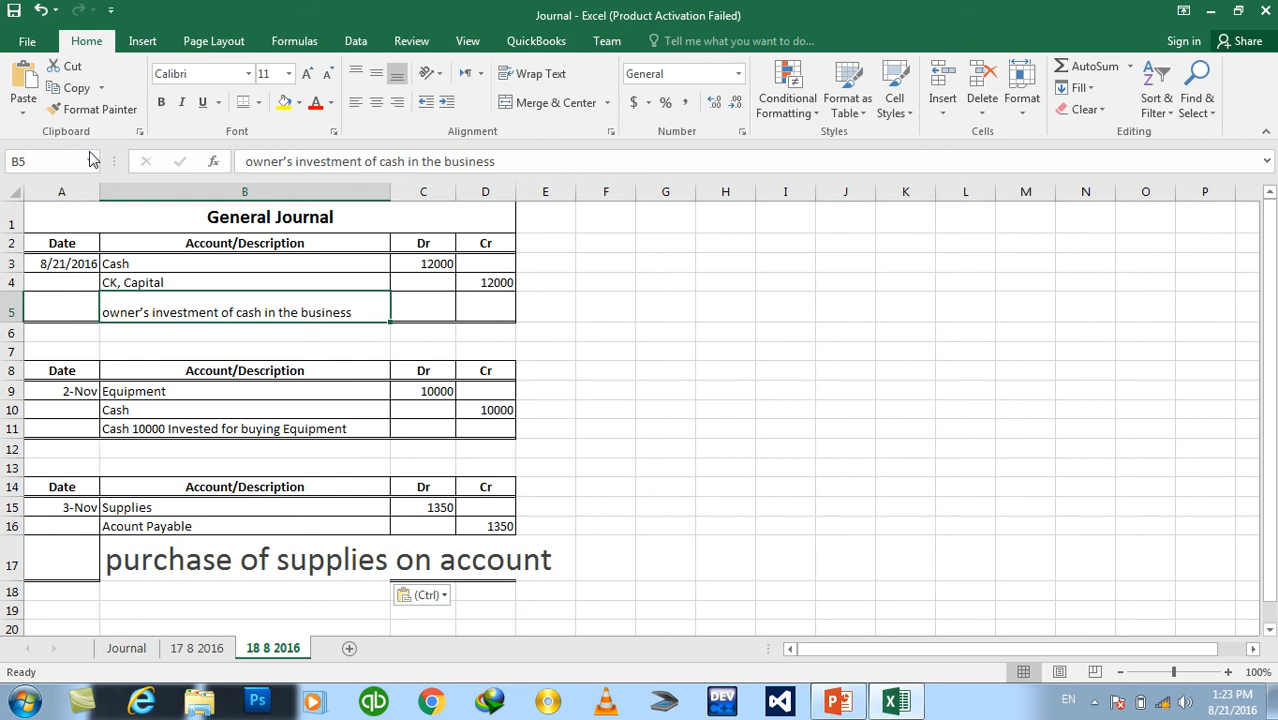 Journal - Excel (Product Activation Failed)
File Home Insert Page Layout Formulas Data Review View QuickBooks Team Tell me what you want to do... Sign in Share
Paste
Cut
Copy
Format Painter
Calibri 11
B I U
A A
A
Wrap Text
Merge & Center
General
$ % ,
Conditional Formatting
Format as Table
Cell Styles
Insert
Delete
Format
AutoSum
Fill
Clear
Sort & Filter
Find & Select
Clipboard Font Alignment Number Styles Cells Editing
B5 fx owner's investment of cash in the business
A B C D E F G H I J K L M N O P
1 General Journal
2 Date Account/Description Dr Cr
3 8/21/2016 Cash 12000
4 CK, Capital 12000
5 owner's investment of cash in the business
6
7
8 Date Account/Description Dr Cr
9 2-Nov Equipment 10000
10 Cash 10000
11 Cash 10000 Invested for buying Equipment
12
13
14 Date Account/Description Dr Cr
15 3-Nov Supplies 1350
16 Acount Payable 1350
17 purchase of supplies on account
18 (Ctrl)
19
20
Journal 17 8 2016 18 8 2016
Ready 100%
Ps qb DEV C++ EN 1:23 PM
8/21/2016